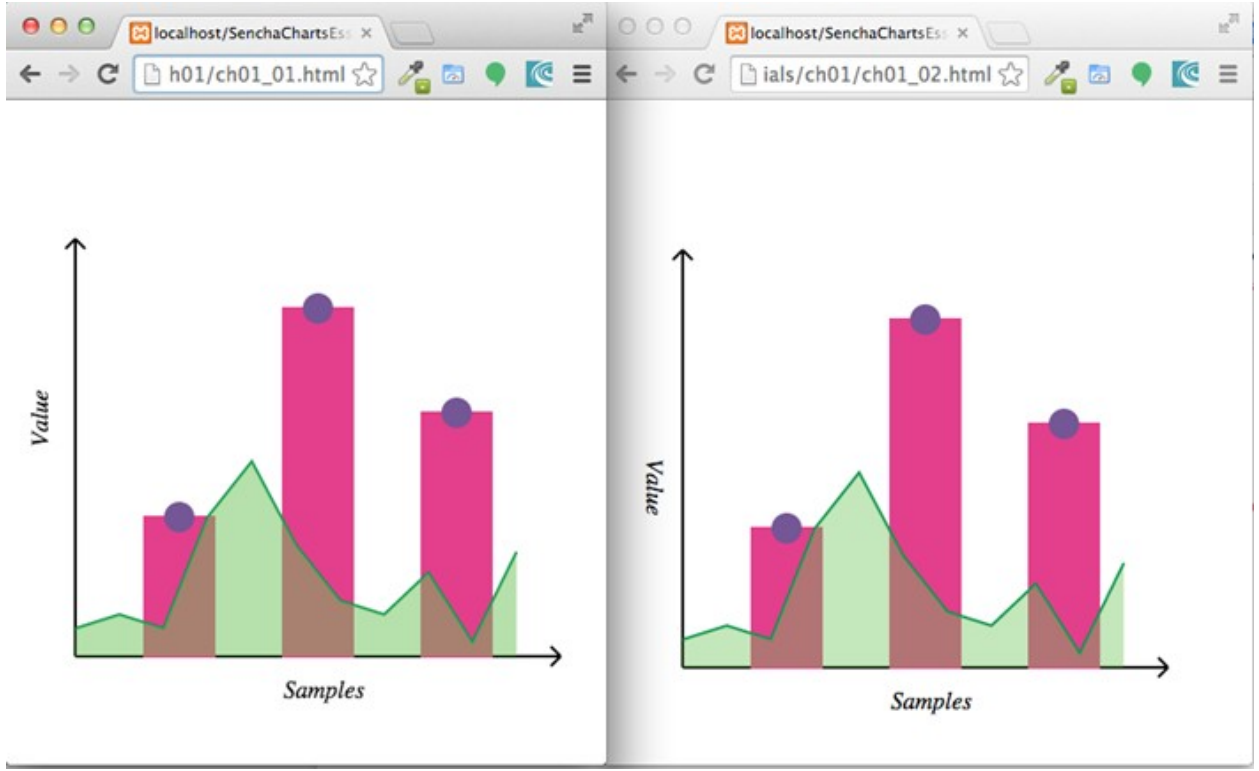 localhost/SenchaChartsEss
h01/ch01_01.html
Value
Samples
localhost/SenchaChartsEss
ials/ch01/ch01_02.html
Value
Samples